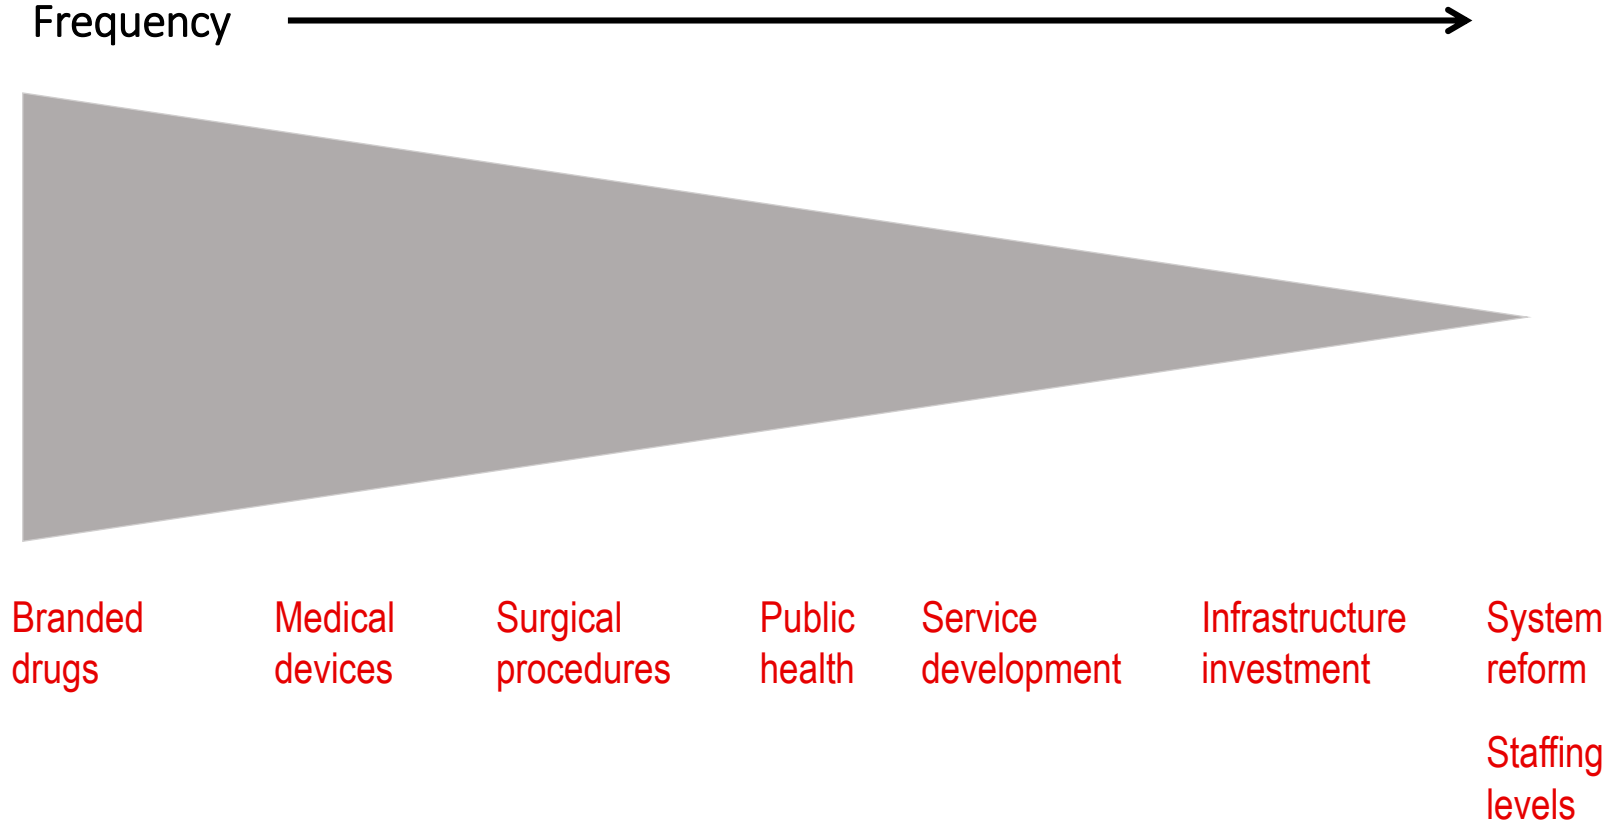 Frequency
Branded
drugs
Medical
devices
Surgical
procedures
Public
health
Service
development
Infrastructure
investment
System
reform
Staffing
levels